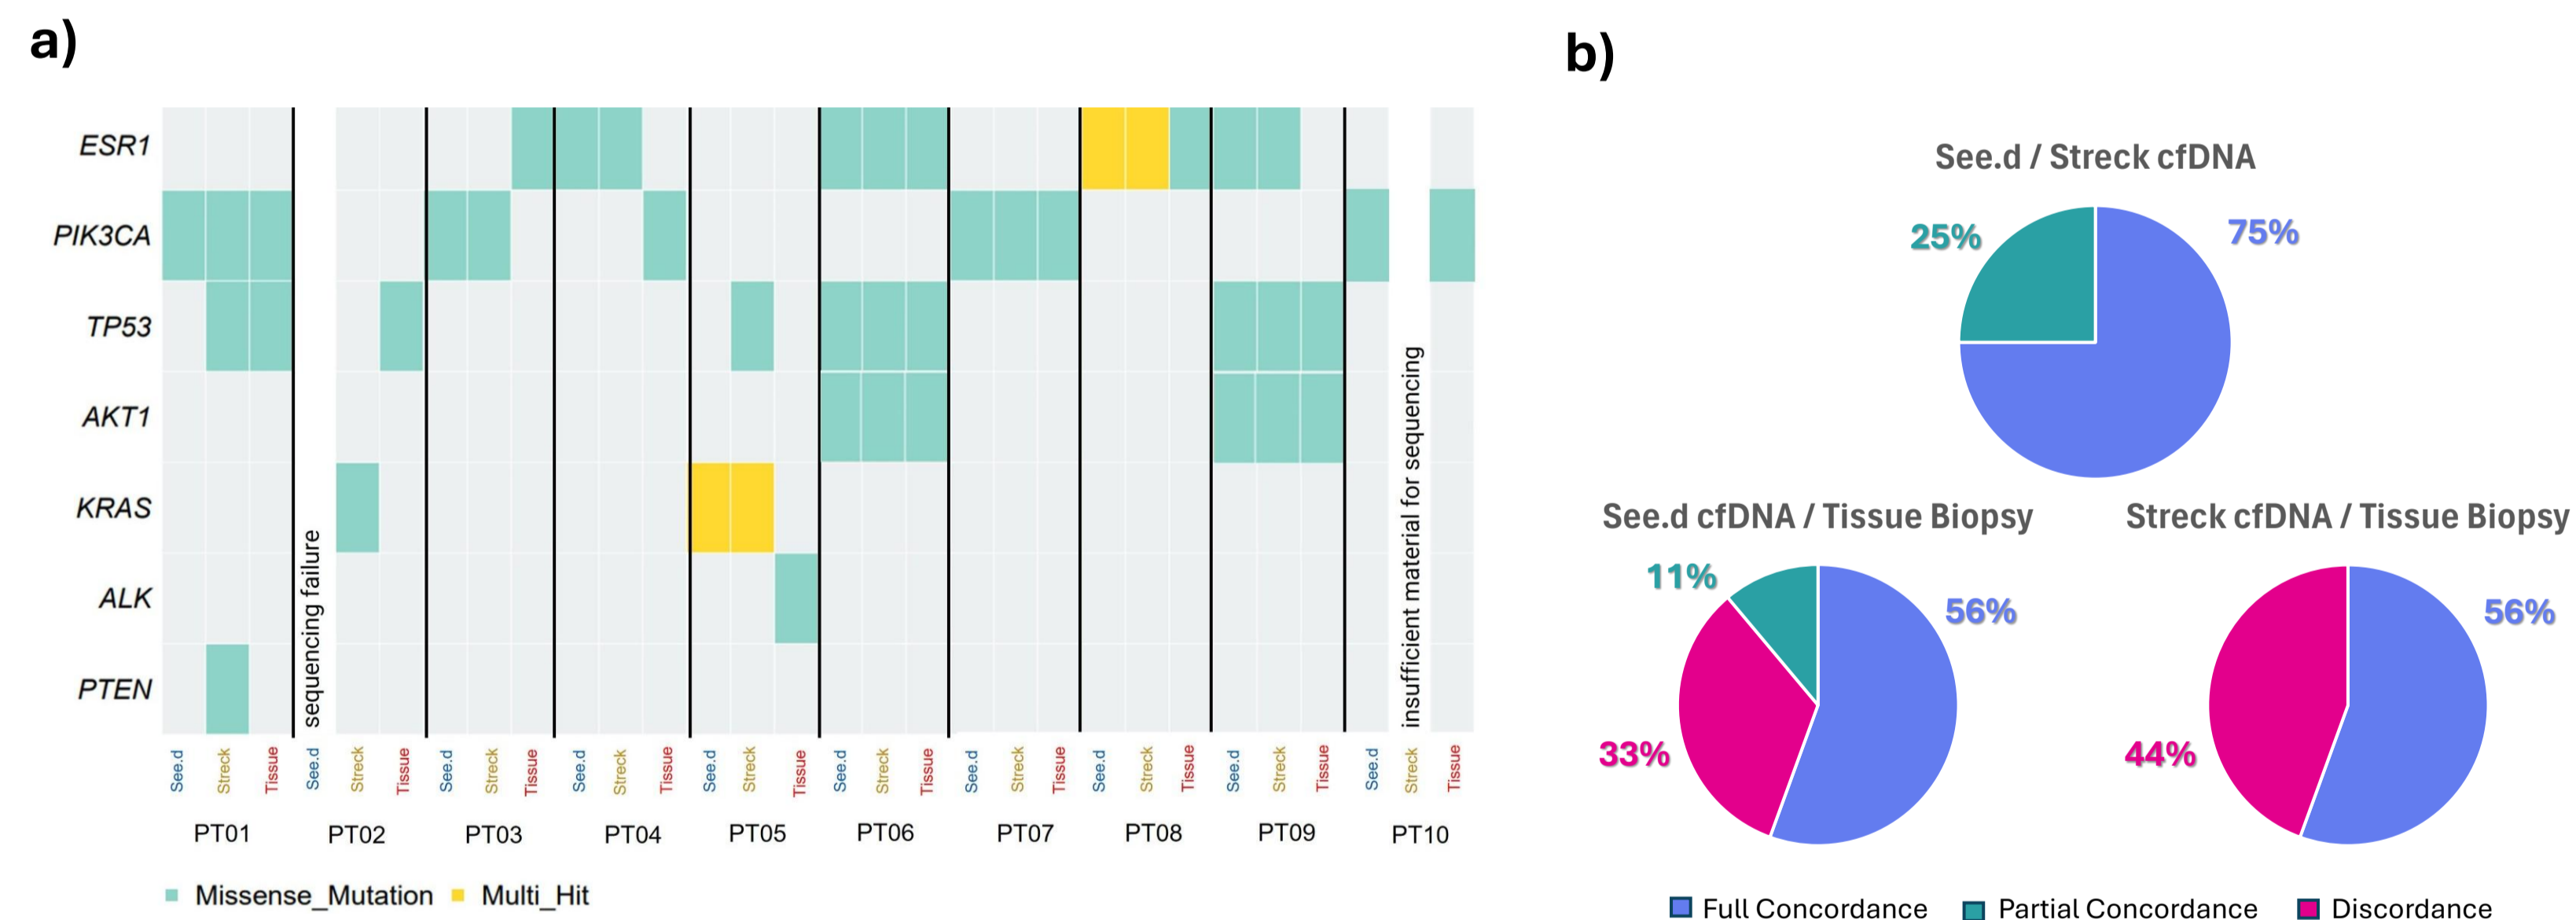 a)
ESR1
PIK3CA
TP53
AKT1
KRAS
ALK
PTEN
sequencing failure
insufficient material for sequencing
See.d Streck Tissue See.d Streck Tissue See.d Streck Tissue See.d Streck Tissue See.d Streck Tissue See.d Streck Tissue See.d Streck Tissue See.d Streck Tissue See.d Streck Tissue See.d Streck Tissue
PT01 PT02 PT03 PT04 PT05 PT06 PT07 PT08 PT09 PT10
Missense_Mutation Multi_Hit
b)
See.d / Streck cfDNA
25% 75%
See.d cfDNA / Tissue Biopsy
11% 56%
33%
Streck cfDNA / Tissue Biopsy
56%
44%
Full Concordance Partial Concordance Discordance